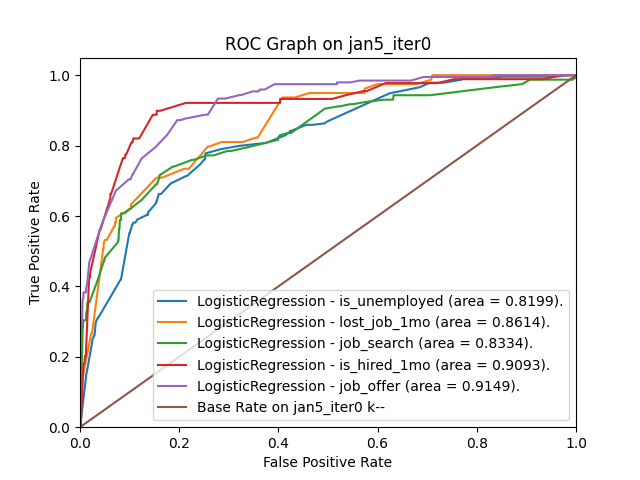 ROC Graph on jan5_iter0
True Positive Rate
1.0
0.8
0.6
0.4
0.2
0.0
LogisticRegression - is_unemployed (area = 0.8199).
LogisticRegression - lost_job_1mo (area = 0.8614).
LogisticRegression - job_search (area = 0.8334).
LogisticRegression - is_hired_1mo (area = 0.9093).
LogisticRegression - job_offer (area = 0.9149).
Base Rate on jan5_iter0 k--
0.0 0.2 0.4 0.6 0.8 1.0
False Positive Rate